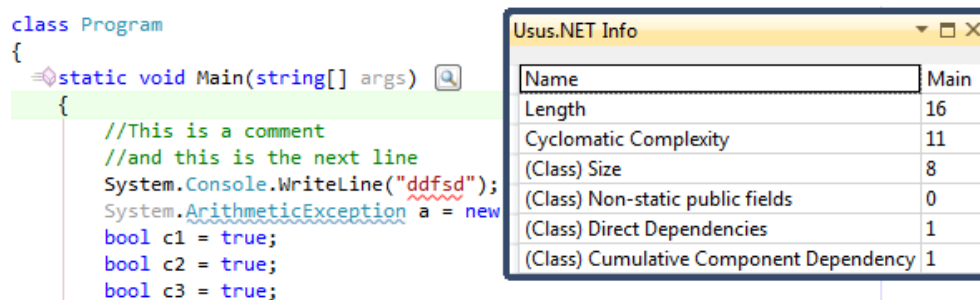 class Program
{
static void Main(string[] args)
{
//This is a comment
//and this is the next line
System.Console.WriteLine("ddfsd");
System.ArithmeticException a = new
bool c1 = true;
bool c2 = true;
bool c3 = true;
Usus.NET Info
Name Main
Length 16
Cyclomatic Complexity 11
(Class) Size 8
(Class) Non-static public fields 0
(Class) Direct Dependencies 1
(Class) Cumulative Component Dependency 1